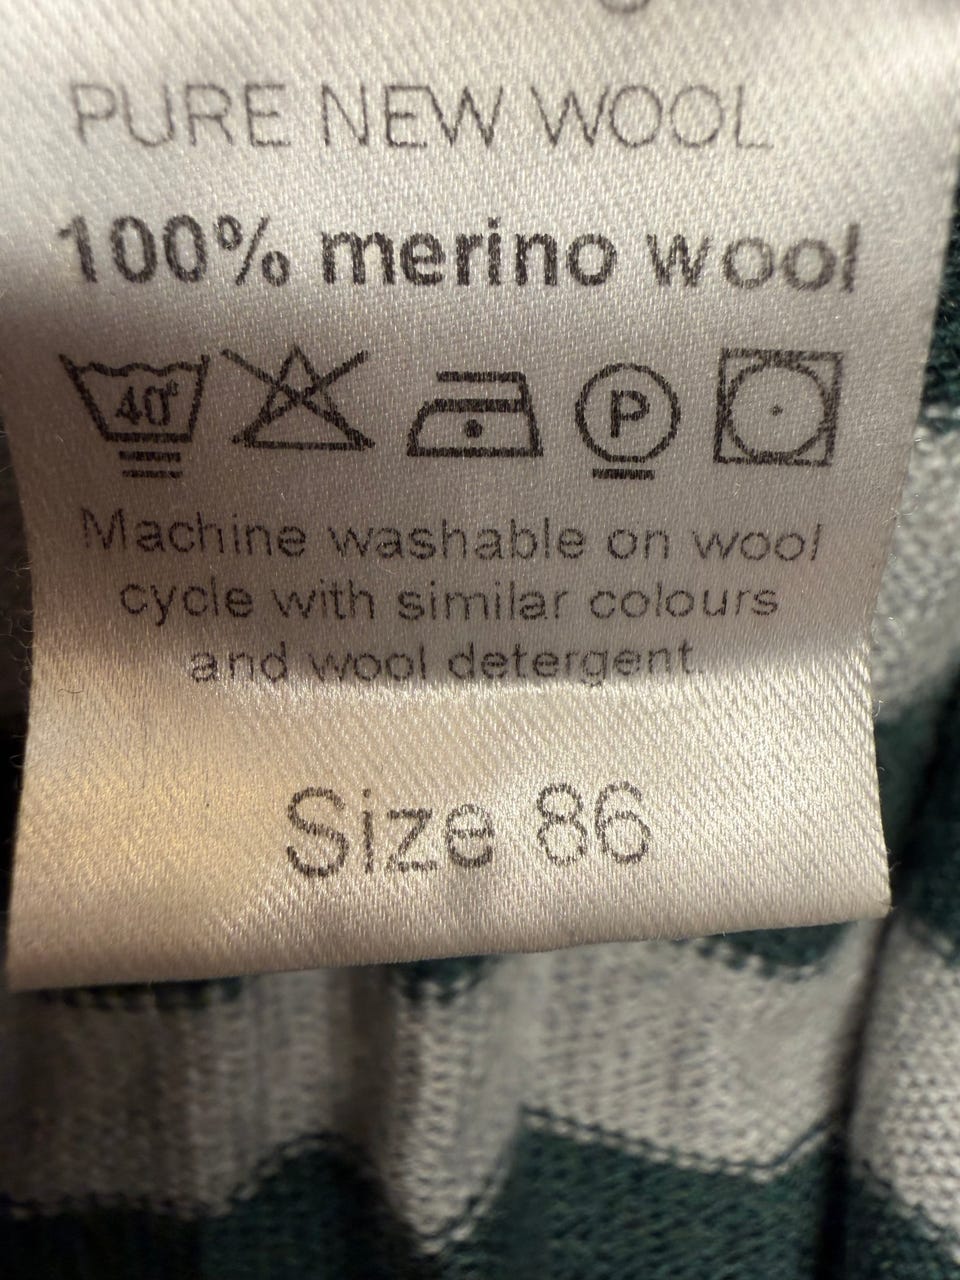 PURE NEW WOOL
100% merino wool
40° P
Machine washable on wool
cycle with similar colours
and wool detergent.
Size 86